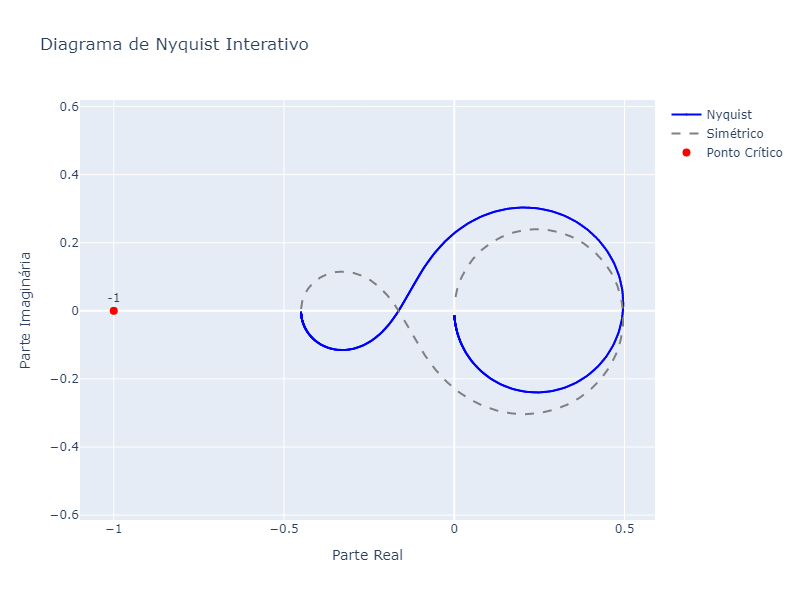 Diagrama de Nyquist Interativo
Nyquist
Simétrico
Ponto Crítico
0.6
0.4
0.2
0
−0.2
−0.4
−0.6
-1
−1
−0.5
0
0.5
Parte Imaginária
Parte Real